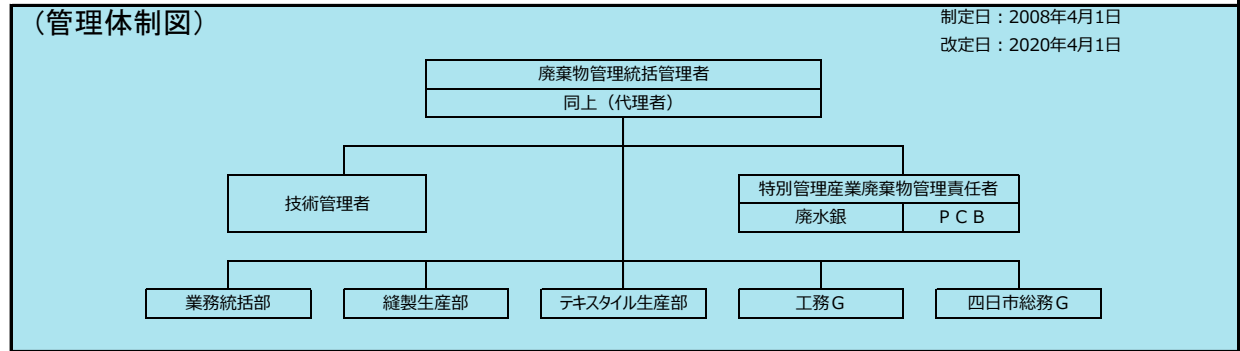 (管理体制図)
制定日：2008年4月1日
改定日：2020年4月1日
廃棄物管理統括管理者
同上（代理者）
技術管理者
特別管理産業廃棄物管理責任者
廃水銀
ＰＣＢ
業務統括部
縫製生産部
テキスタイル生産部
工務Ｇ
四日市総務Ｇ